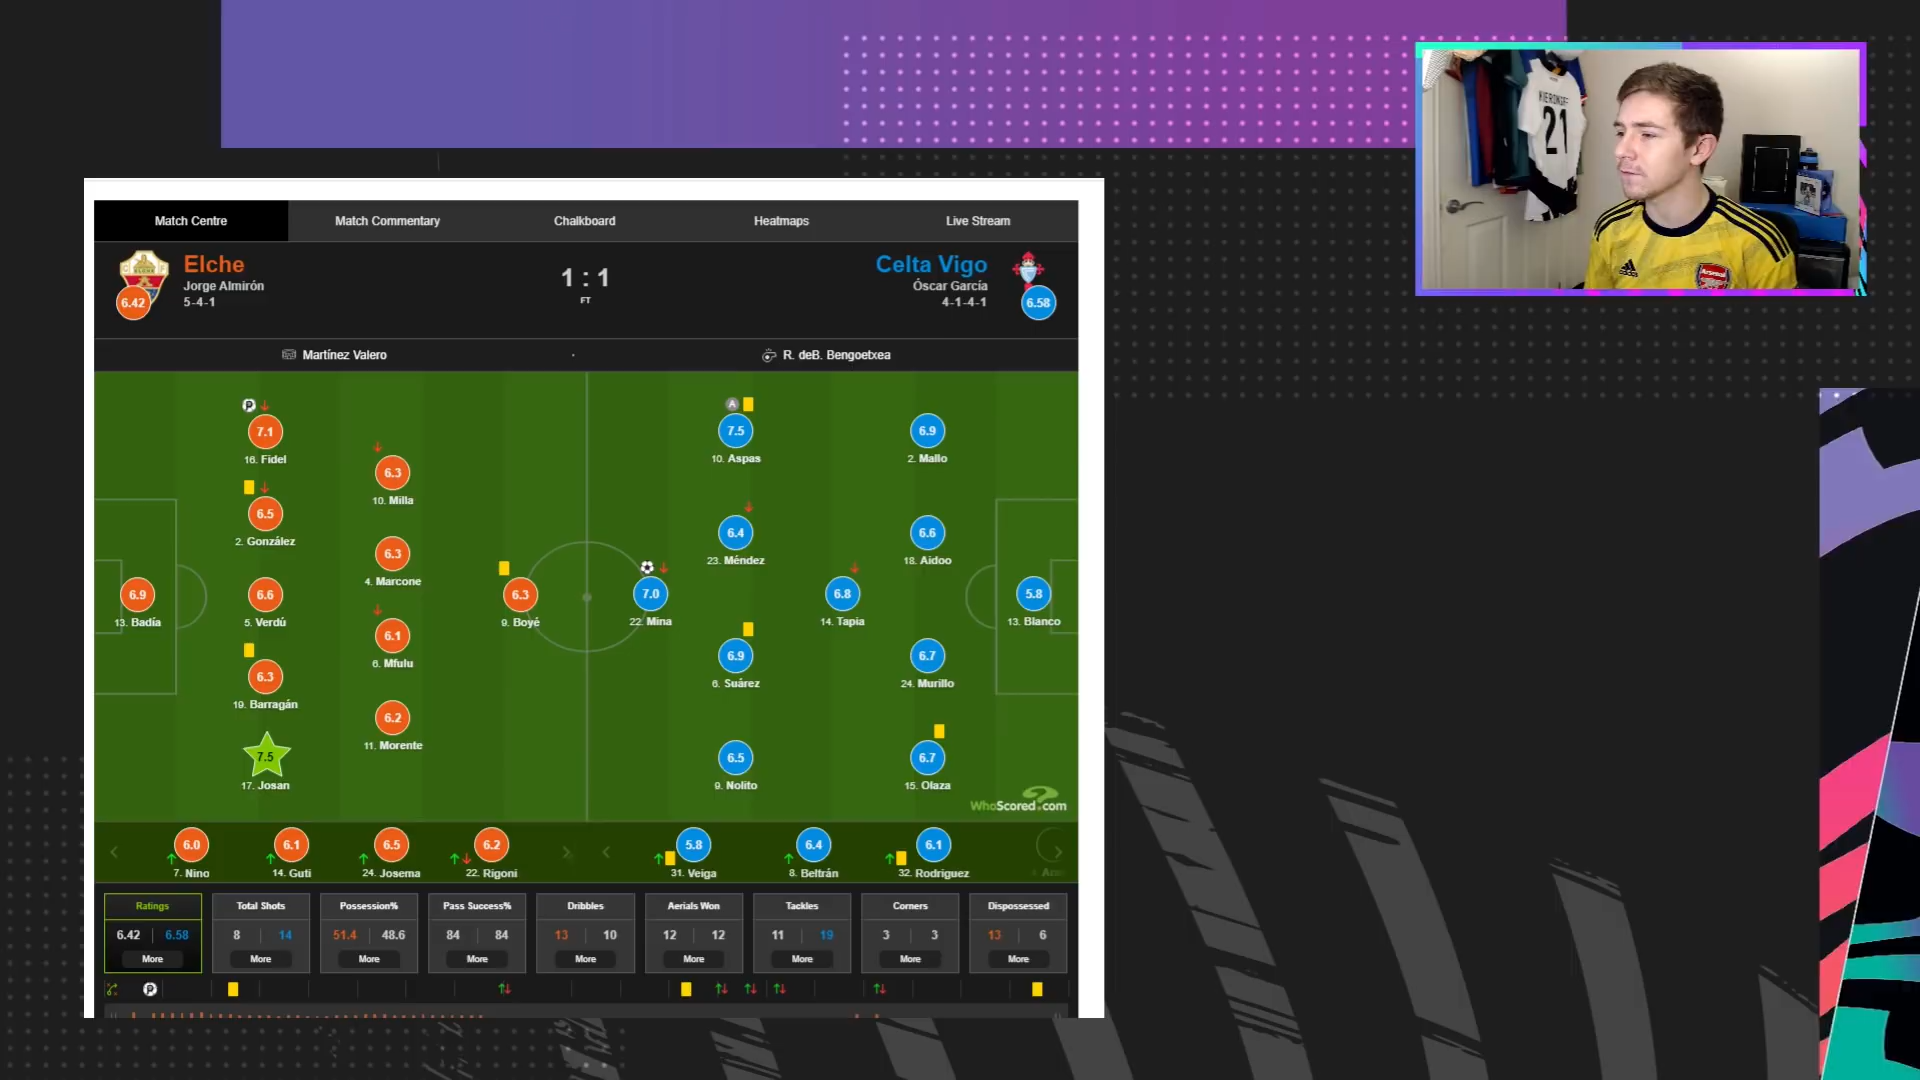 Match Centre
Match Commentary
Chalkboard
Heatmaps
Live Stream
Elche
Jorge Almirón
5-4-1
6.42
1 : 1
FT
Celta Vigo
Óscar García
4-1-4-1
6.58
Martínez Valero
R. deB. Bengoetxea
7.1
16. Fidel
6.5
2. González
6.9
13. Badía
6.6
5. Verdú
6.3
19. Barragán
7.5
17. Josan
6.3
10. Milla
6.3
4. Marcone
6.1
6. Mfulu
6.2
11. Morente
6.3
9. Boyé
7.0
22. Mina
A
7.5
10. Aspas
6.4
23. Méndez
6.9
6. Suárez
6.5
9. Nolito
6.8
14. Tapia
6.9
2. Mallo
6.6
18. Aidoo
6.7
24. Murillo
6.7
15. Olaza
5.8
13. Blanco
WhoScored.com
6.0
7. Nino
6.1
14. Guti
6.5
24. Josema
6.2
22. Rigoni
5.8
31. Veiga
6.4
8. Beltrán
6.1
32. Rodríguez
Ratings
6.42 6.58
More
Total Shots
8 14
More
Possession%
51.4 48.6
More
Pass Success%
84 84
More
Dribbles
13 10
More
Aerials Won
12 12
More
Tackles
11 19
More
Corners
3 3
More
Dispossessed
13 6
More
21
Arsenal